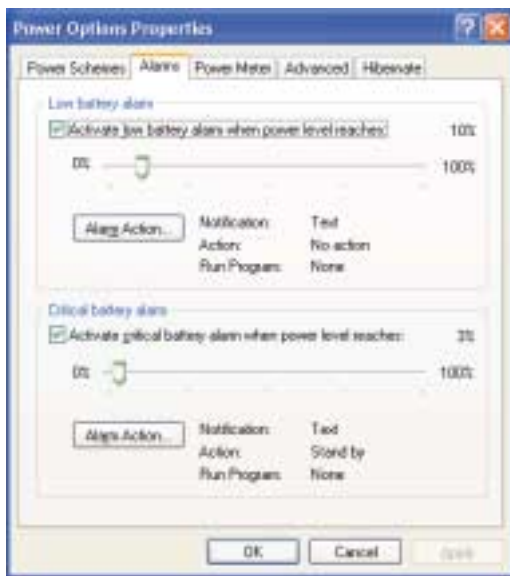 Power Options Properties
Power Schemes Alarms Power Meter Advanced Hibernate
Low battery alarm
Activate low battery alarm when power level reaches: 10%
0% 100%
Alarm Action... Notification: Text
Action: No action
Run Program: None
Critical battery alarm
Activate critical battery alarm when power level reaches: 3%
0% 100%
Alarm Action... Notification: Text
Action: Stand by
Run Program: None
OK Cancel Apply